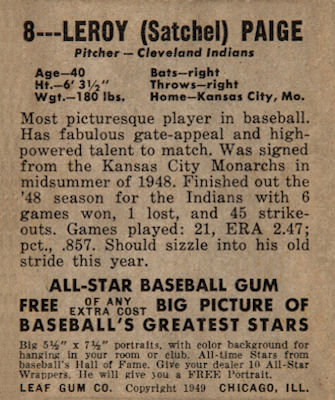 8---LEROY (Satchel) PAIGE
Pitcher — Cleveland Indians
Age—40 Bats—right
Ht.—6' 3½" Throws—right
Wgt.—180 lbs. Home—Kansas City, Mo.
Most picturesque player in baseball.
Has fabulous gate-appeal and high-
powered talent to match. Was signed
from the Kansas City Monarchs in
midsummer of 1948. Finished out the
'48 season for the Indians with 6
games won, 1 lost, and 45 strike-
outs. Games played: 21, ERA 2.47;
pct., .857. Should sizzle into his old
stride this year.
ALL-STAR BASEBALL GUM
FREE OF ANY EXTRA COST BIG PICTURE OF
BASEBALL'S GREATEST STARS
Big 5½" x 7½" portraits, with color background for
hanging in your room or club. All-time Stars from
baseball's Hall of Fame. Give your dealer 10 All-Star
Wrappers. He will give you a FREE Portrait.
LEAF GUM CO. Copyright 1949 CHICAGO, ILL.